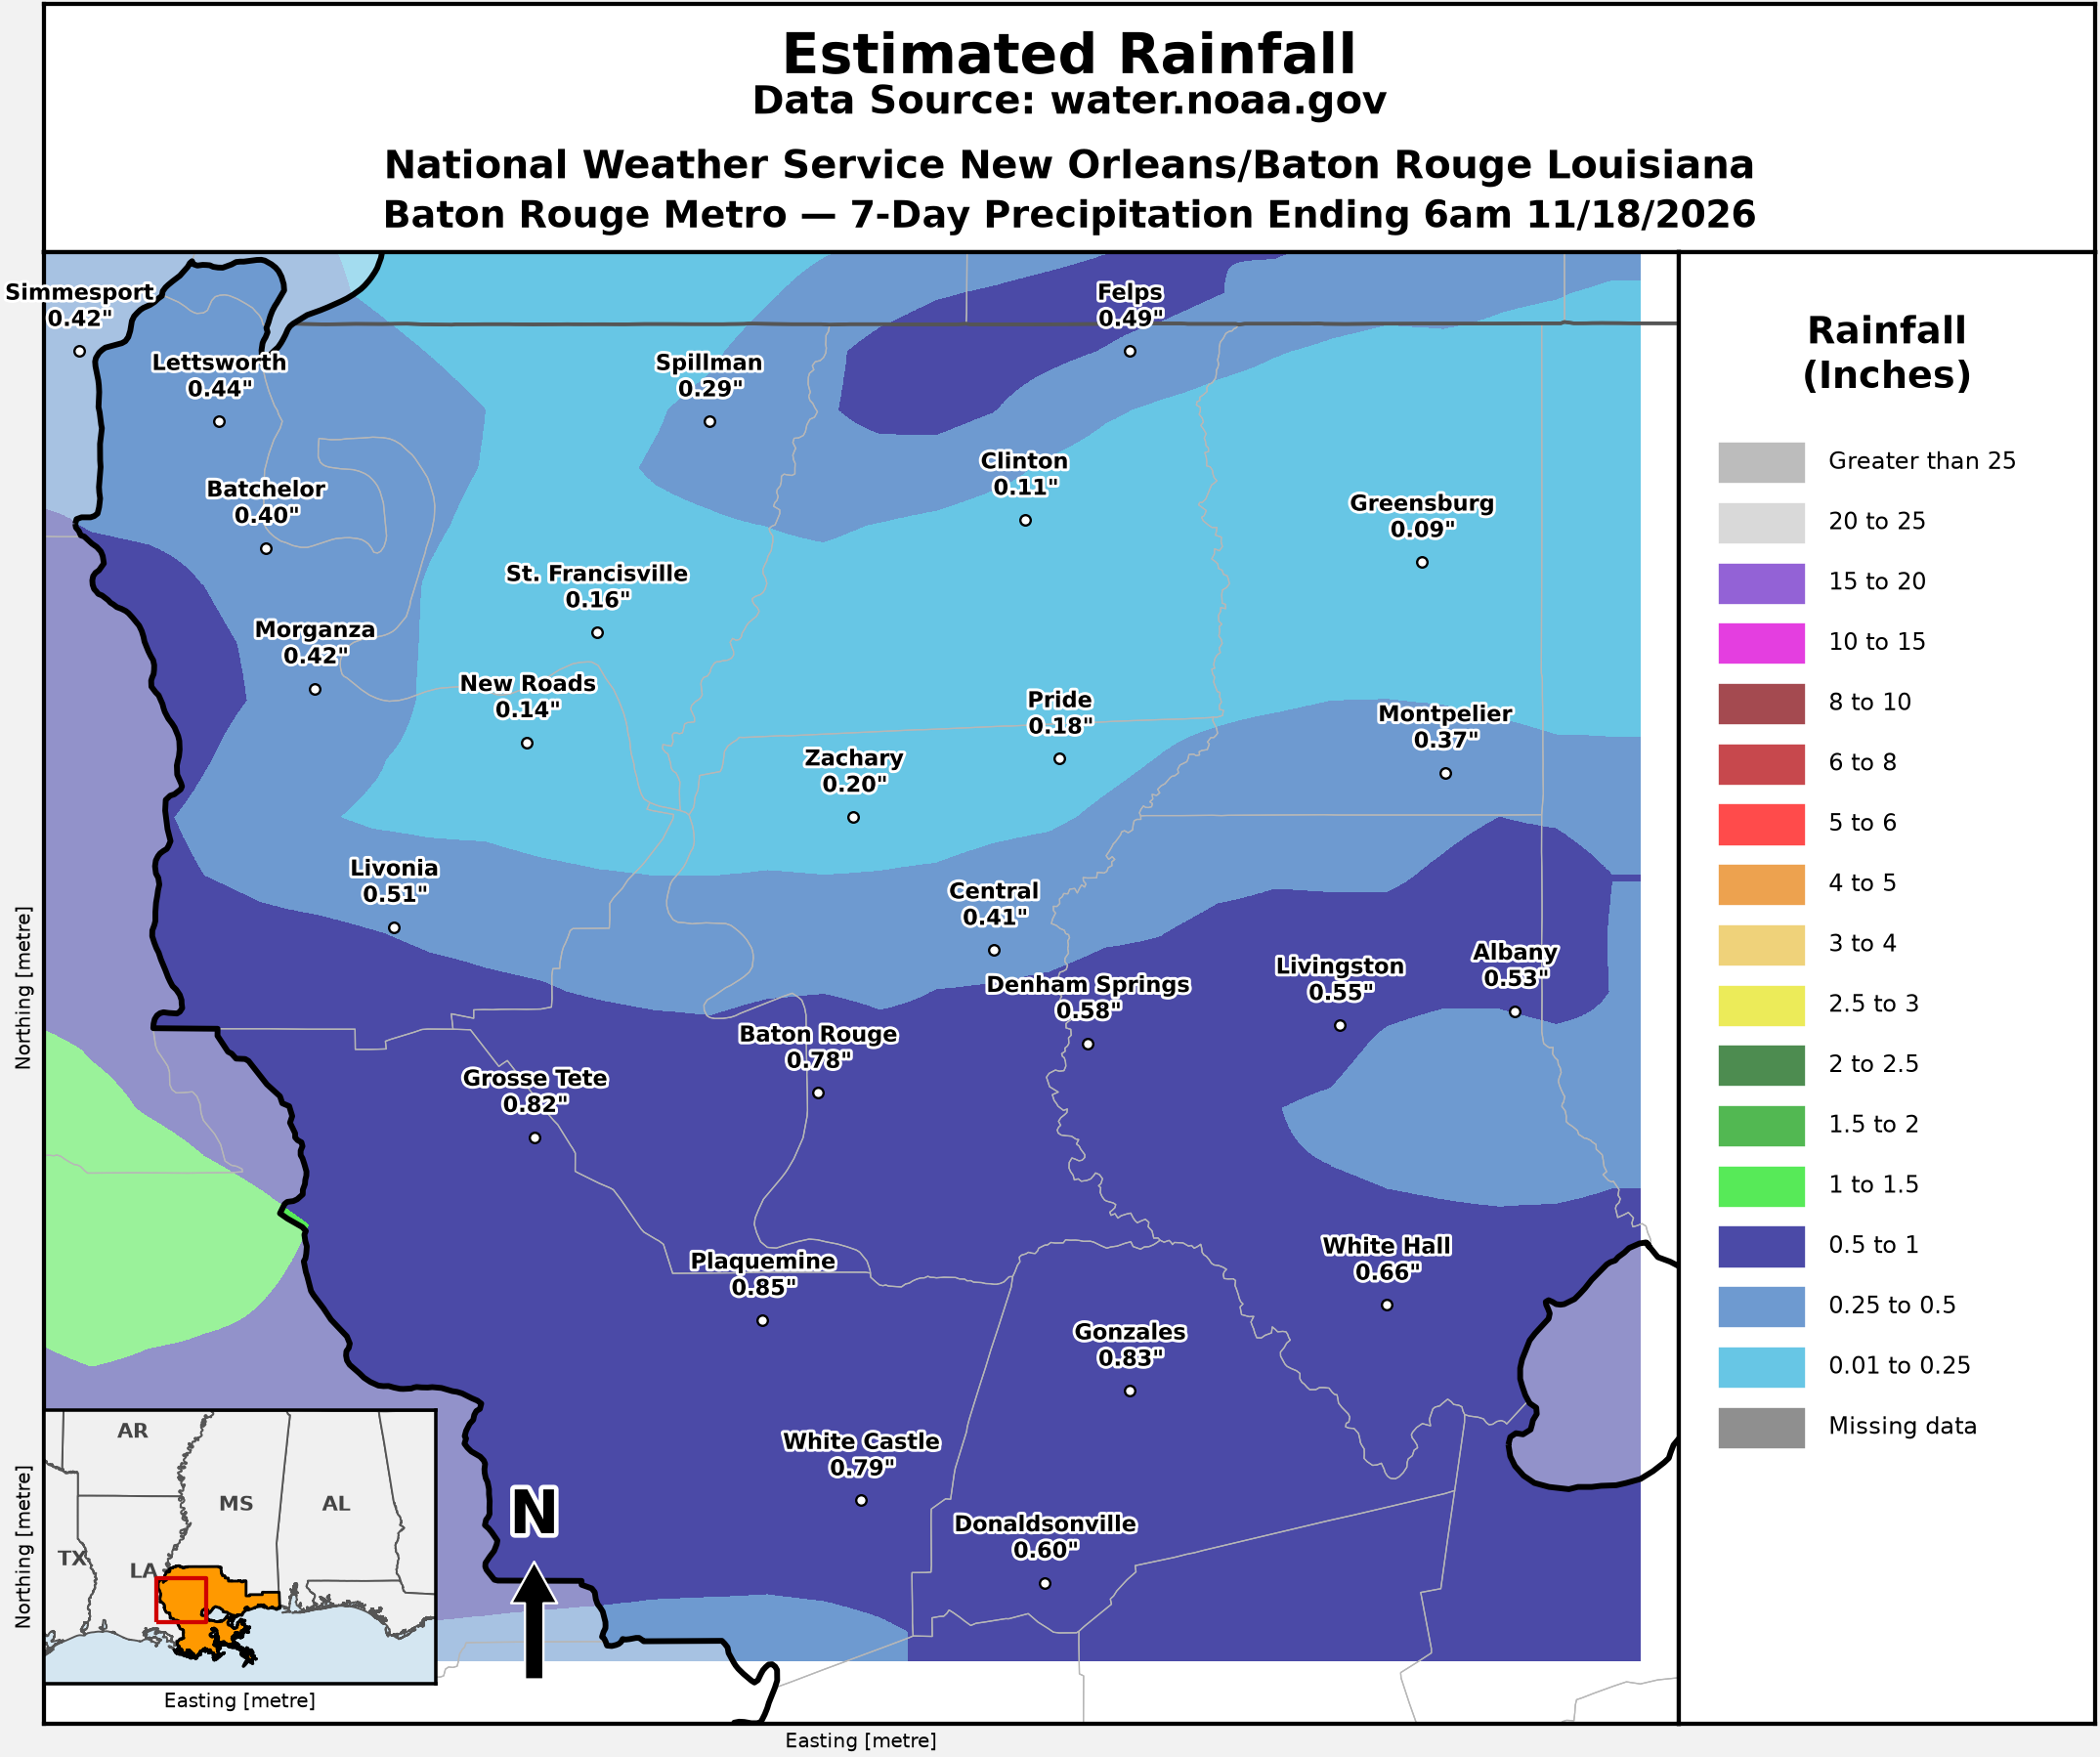 Estimated Rainfall
Data Source: water.noaa.gov
National Weather Service New Orleans/Baton Rouge Louisiana
Baton Rouge Metro — 7-Day Precipitation Ending 6am 11/18/2026
Simmesport
0.42"
Felps
0.49"
Lettsworth
0.44"
Spillman
0.29"
Clinton
0.11"
Batchelor
0.40"
Greensburg
0.09"
St. Francisville
0.16"
Morganza
0.42"
New Roads
0.14"
Pride
0.18"
Montpelier
0.37"
Zachary
0.20"
Livonia
0.51"
Central
0.41"
Albany
0.53"
Livingston
0.55"
Denham Springs
0.58"
Baton Rouge
0.78"
Grosse Tete
0.82"
White Hall
0.66"
Plaquemine
0.85"
Gonzales
0.83"
White Castle
0.79"
Donaldsonville
0.60"
N
AR
MS
AL
TX
LA
Easting [metre]
Easting [metre]
Northing [metre]
Northing [metre]
Rainfall
(Inches)
Greater than 25
20 to 25
15 to 20
10 to 15
8 to 10
6 to 8
5 to 6
4 to 5
3 to 4
2.5 to 3
2 to 2.5
1.5 to 2
1 to 1.5
0.5 to 1
0.25 to 0.5
0.01 to 0.25
Missing data